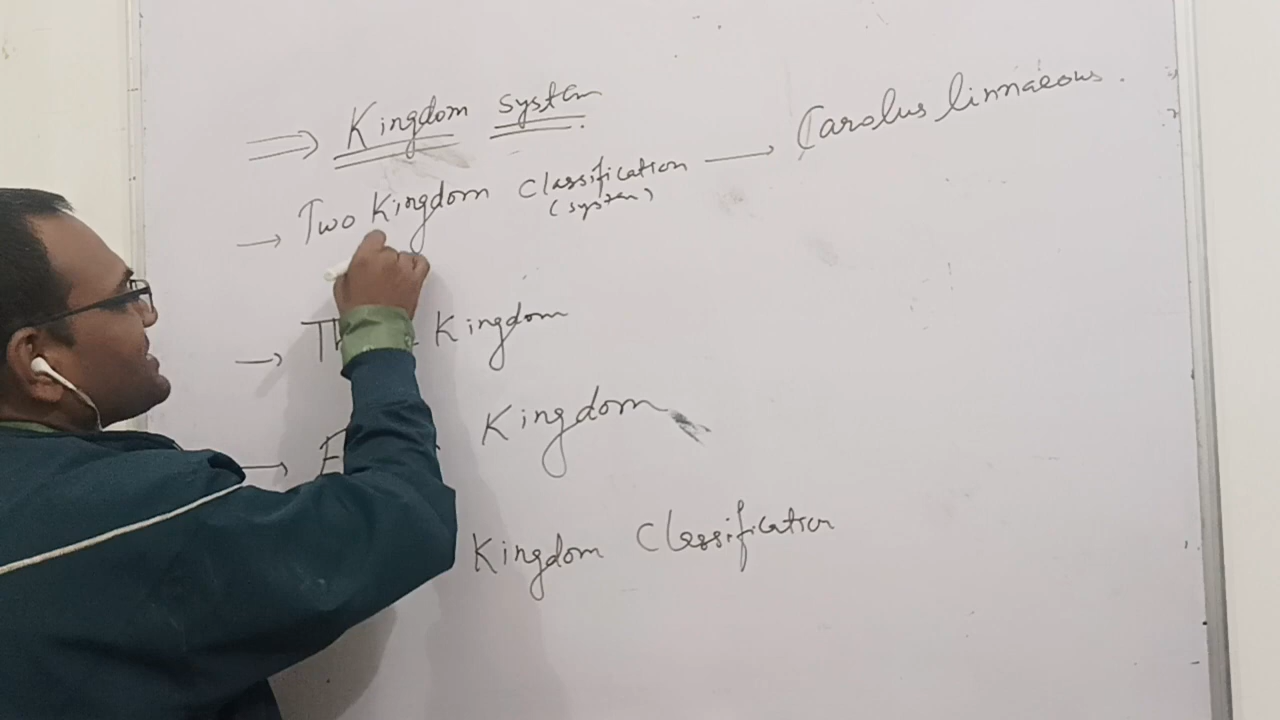 ⇒ Kingdom System.
→ Two Kingdom Classification → Carolus linnaeous.
(system)
→ Kingdom
→ Kingdom
Kingdom Classification